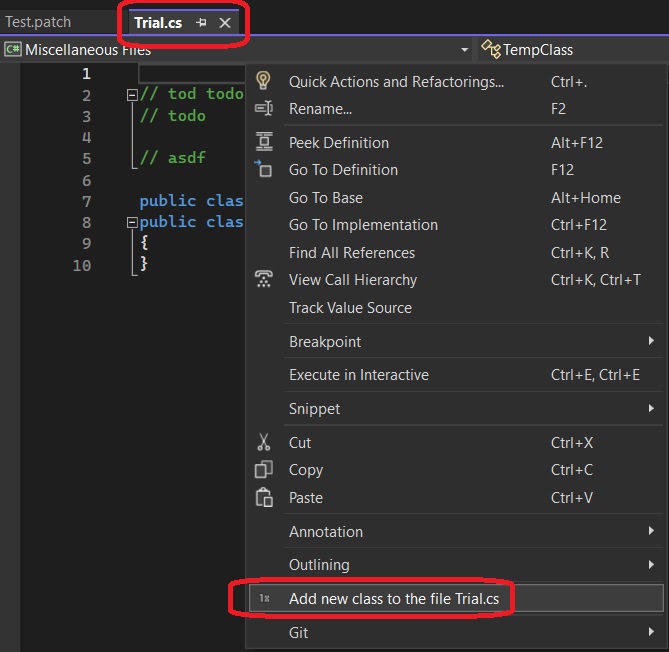 Test.patch Trial.cs
C# Miscellaneous Files TempClass
1
2 // tod todo
3 // todo
4
5 // asdf
6
7 public clas
8 public clas
9 {
10 }
Quick Actions and Refactorings... Ctrl+.
Rename... F2
Peek Definition Alt+F12
Go To Definition F12
Go To Base Alt+Home
Go To Implementation Ctrl+F12
Find All References Ctrl+K, R
View Call Hierarchy Ctrl+K, Ctrl+T
Track Value Source
Breakpoint
Execute in Interactive Ctrl+E, Ctrl+E
Snippet
Cut Ctrl+X
Copy Ctrl+C
Paste Ctrl+V
Annotation
Outlining
Add new class to the file Trial.cs
Git